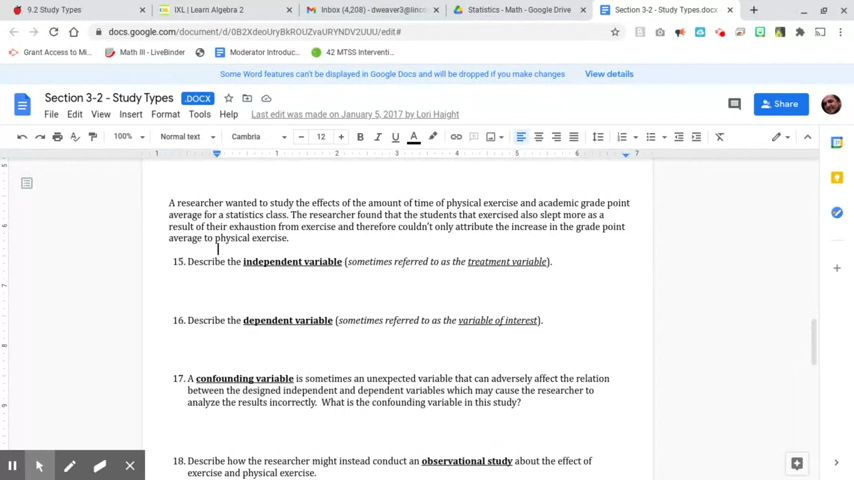 9.2 Study Types
IXL | Learn Algebra 2
Inbox (4,208) - dweaver3@linc
Statistics - Math - Google Drive
Section 3-2 - Study Types.docx
docs.google.com/document/d/0B2XdeoUryBkROUZvaURYNDV2UUU/edit#
Grant Access to Mi...
Math III - LiveBinder
Moderator Introduc...
42 MTSS Interventi...
Some Word features can't be displayed in Google Docs and will be dropped if you make changes View details
Section 3-2 - Study Types .DOCX
File Edit View Insert Format Tools Help Last edit was made on January 5, 2017 by Lori Haight
Share
100% Normal text Cambria 12 B I U A
1 1 2 3 4 5 6 7
A researcher wanted to study the effects of the amount of time of physical exercise and academic grade point
average for a statistics class. The researcher found that the students that exercised also slept more as a
result of their exhaustion from exercise and therefore couldn't only attribute the increase in the grade point
average to physical exercise.
15. Describe the independent variable (sometimes referred to as the treatment variable).
16. Describe the dependent variable (sometimes referred to as the variable of interest).
17. A confounding variable is sometimes an unexpected variable that can adversely affect the relation
between the designed independent and dependent variables which may cause the researcher to
analyze the results incorrectly. What is the confounding variable in this study?
18. Describe how the researcher might instead conduct an observational study about the effect of
exercise and physical exercise.